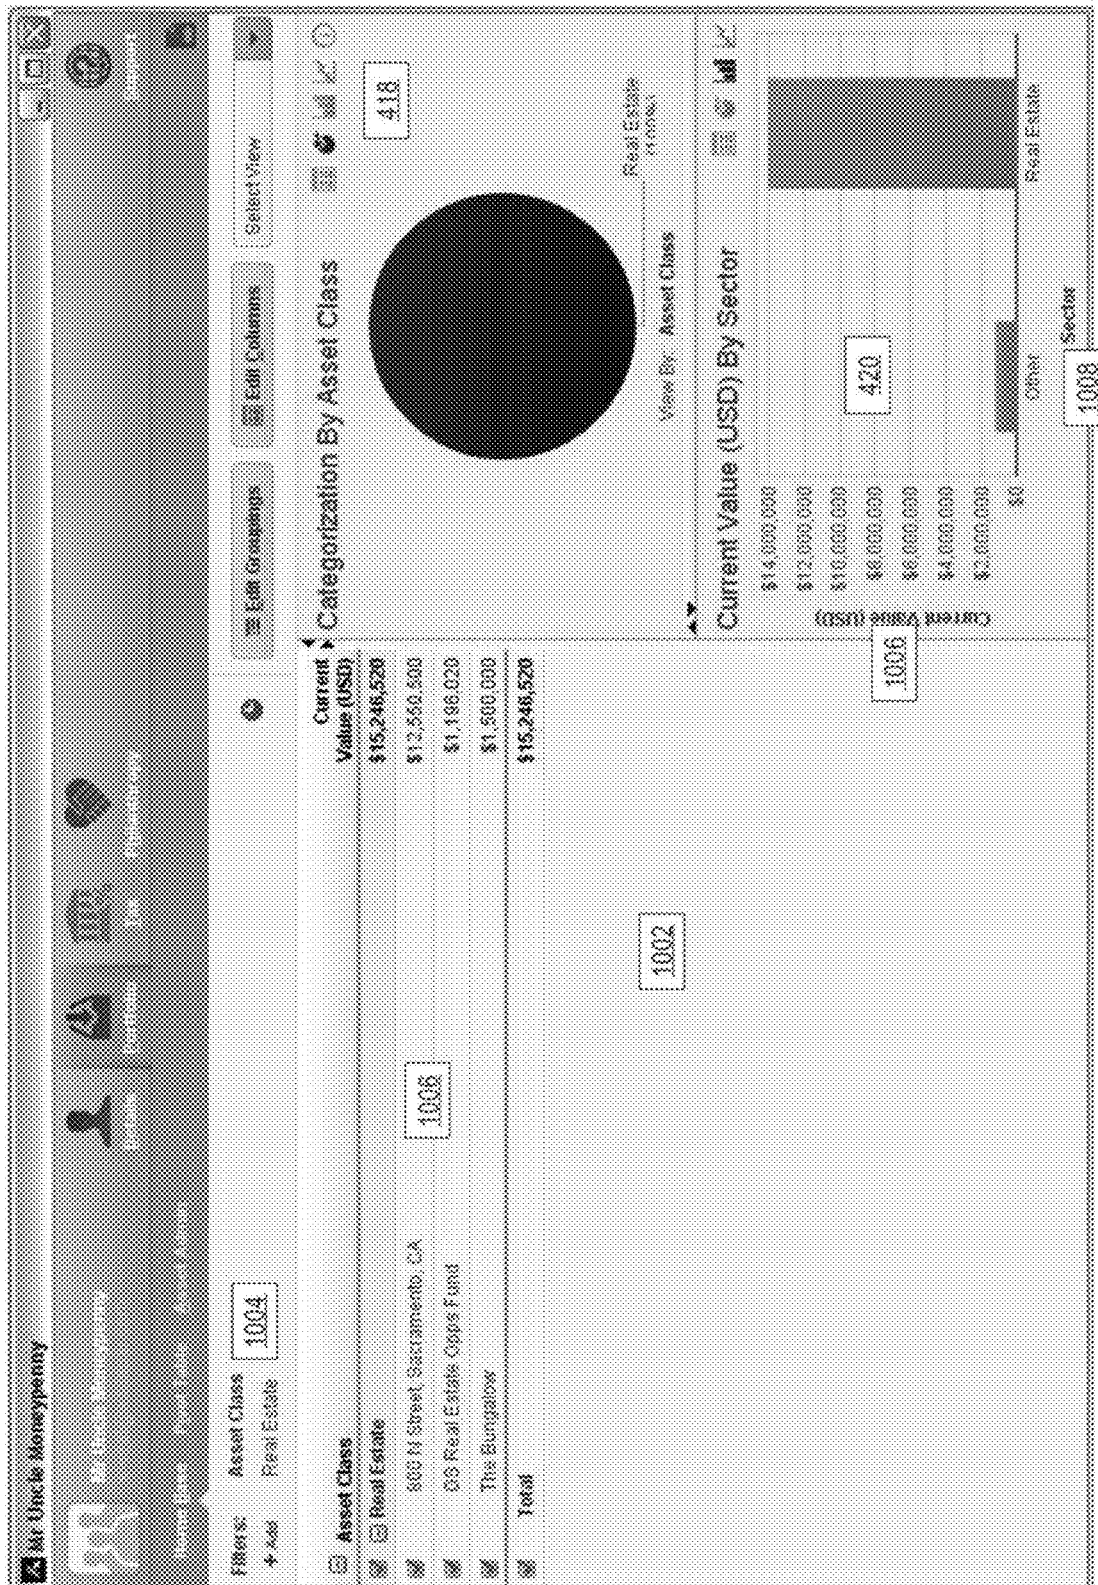 Mr Uncle Moneypenny
Filters: Asset Class
+ Add Real Estate
1004
Edit Groupings
Edit Columns
Select View
Asset Class
Current
Value (USD)
Real Estate $15,246,520
800 N Street, Sacramento, CA $12,550,500
GS Real Estate Opps Fund $1,196,020
The Bungalow $1,500,000
Total $15,246,520
1006
1002
Categorization By Asset Class
418
Real Estate
View By Asset Class
Current Value (USD) By Sector
Current Value (USD)
$14,000,000
$12,000,000
$10,000,000
$8,000,000
$6,000,000
$4,000,000
$2,000,000
$0
420
1006
Other
Real Estate
Sector
1008